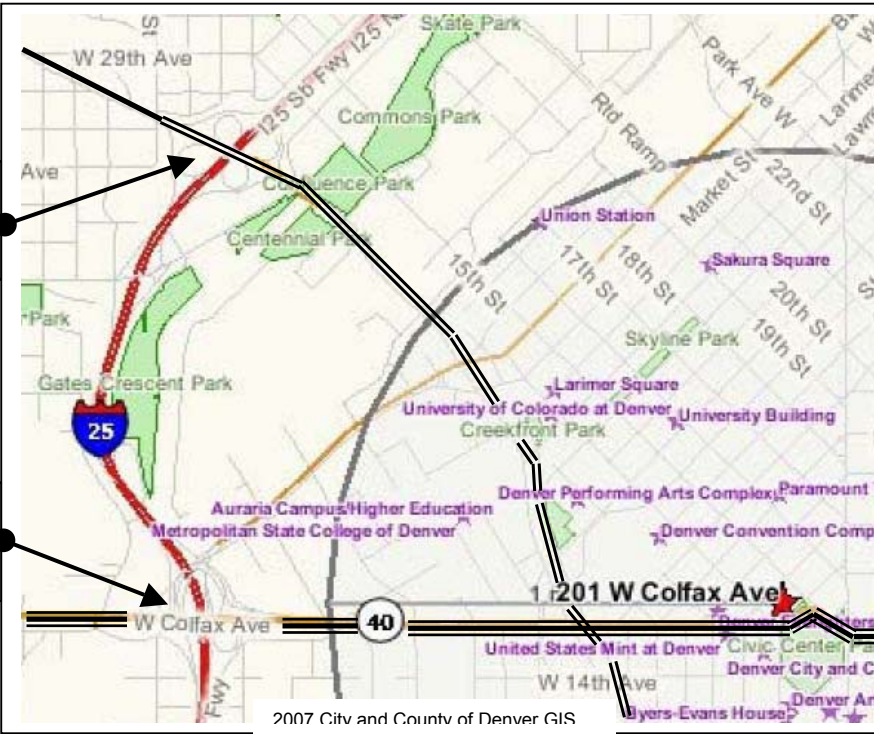 Skate Park
St
W 29th Ave
I25 Sb Fwy I25 N
Park Ave W
Larimer
Commons Park
Rtd Ramp
Ave
Confluence Park
Market St
22nd St
Union Station
Centennial Park
15th St
17th St
18th St
Sakura Square
20th St
19th St
St
Park
Skyline Park
Gates Crescent Park
Larimer Square
University of Colorado at Denver
University Building
25
Creekfront Park
Denver Performing Arts Complex
Paramount
Auraria Campus/Higher Education
Metropolitan State College of Denver
Denver Convention Comp
201 W Colfax Ave
W Colfax Ave
40
United States Mint at Denver
Civic Center Pa
Denver City and C
W 14th Ave
Fwy
Byers-Evans House
Denver Ar
2007 City and County of Denver GIS